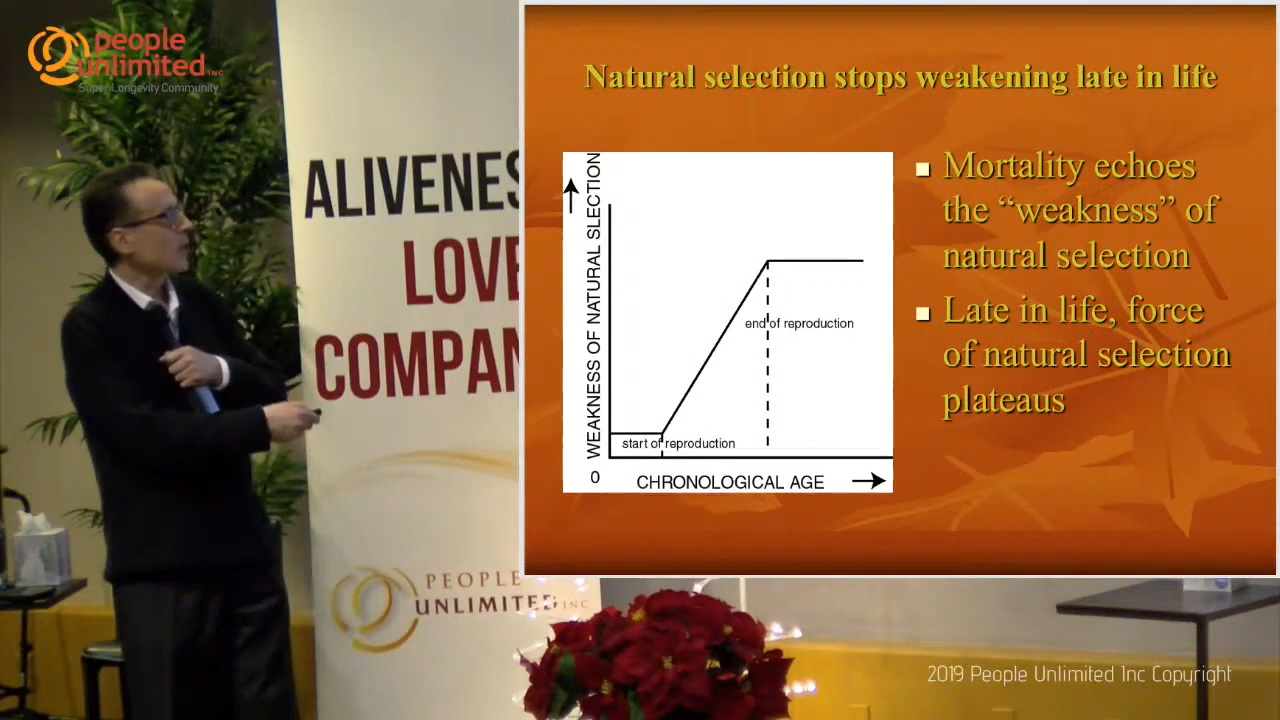 people
unlimited INC
Super Longevity Community
ALIVENES
LOVE
COMPAN
PEOPLE
UNLIMITED INC
Natural selection stops weakening late in life
WEAKNESS OF NATURAL SELECTION
end of reproduction
start of reproduction
0
CHRONOLOGICAL AGE
Mortality echoes
the “weakness” of
natural selection
Late in life, force
of natural selection
plateaus
2019 People Unlimited Inc Copyright